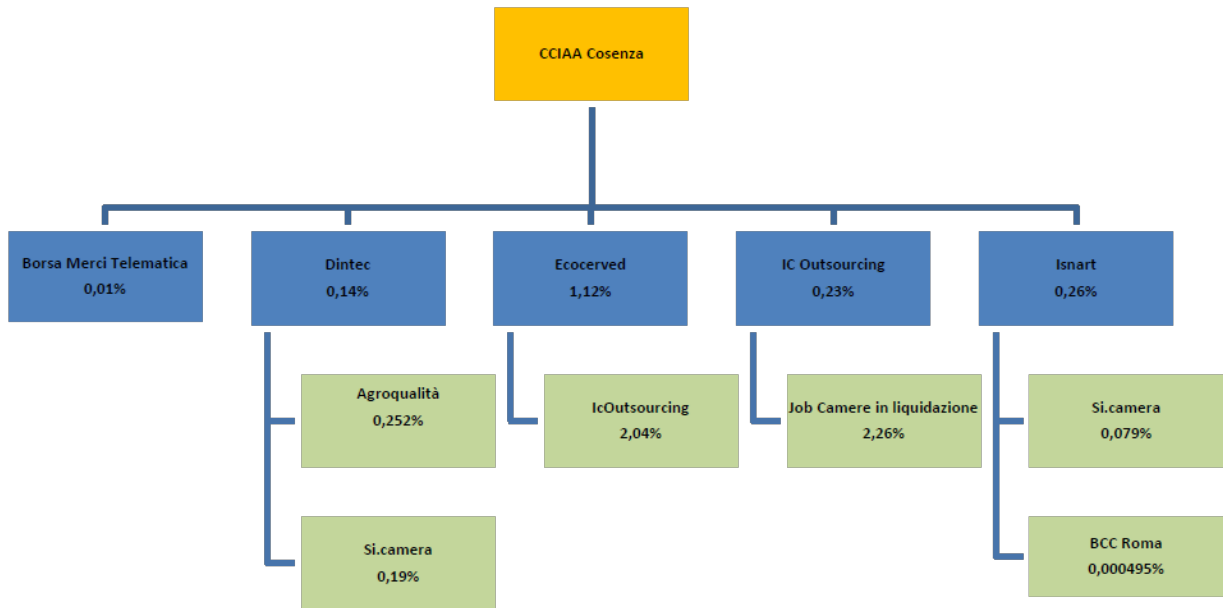 CCIAA Cosenza
Borsa Merci Telematica
0,01%
Dintec
0,14%
Ecocerved
1,12%
IC Outsourcing
0,23%
Isnart
0,26%
Agroqualità
0,252%
IcOutsourcing
2,04%
Job Camere in liquidazione
2,26%
Si.camera
0,079%
Si.camera
0,19%
BCC Roma
0,000495%